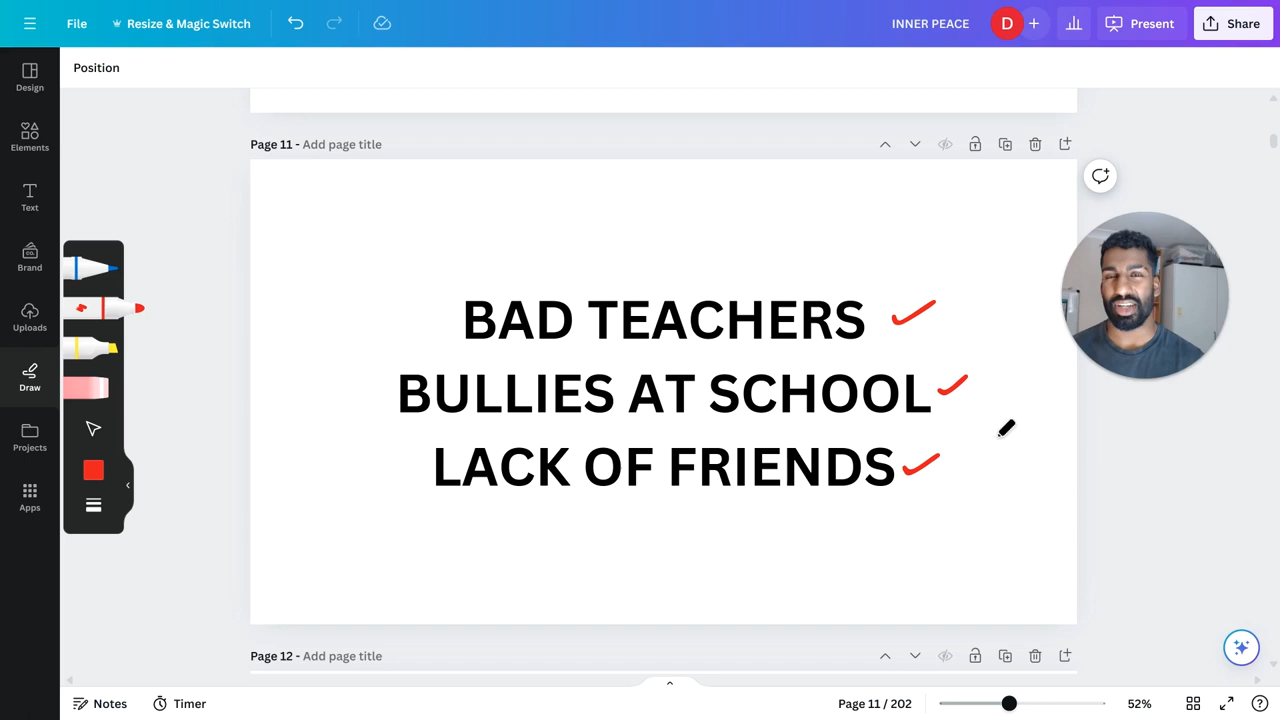 File
Resize & Magic Switch
INNER PEACE
D
Present
Share
Position
Design
Elements
Text
Brand
Uploads
Draw
Projects
Apps
Page 11 - Add page title
BAD TEACHERS
BULLIES AT SCHOOL
LACK OF FRIENDS
Page 12 - Add page title
Notes
Timer
Page 11 / 202
52%